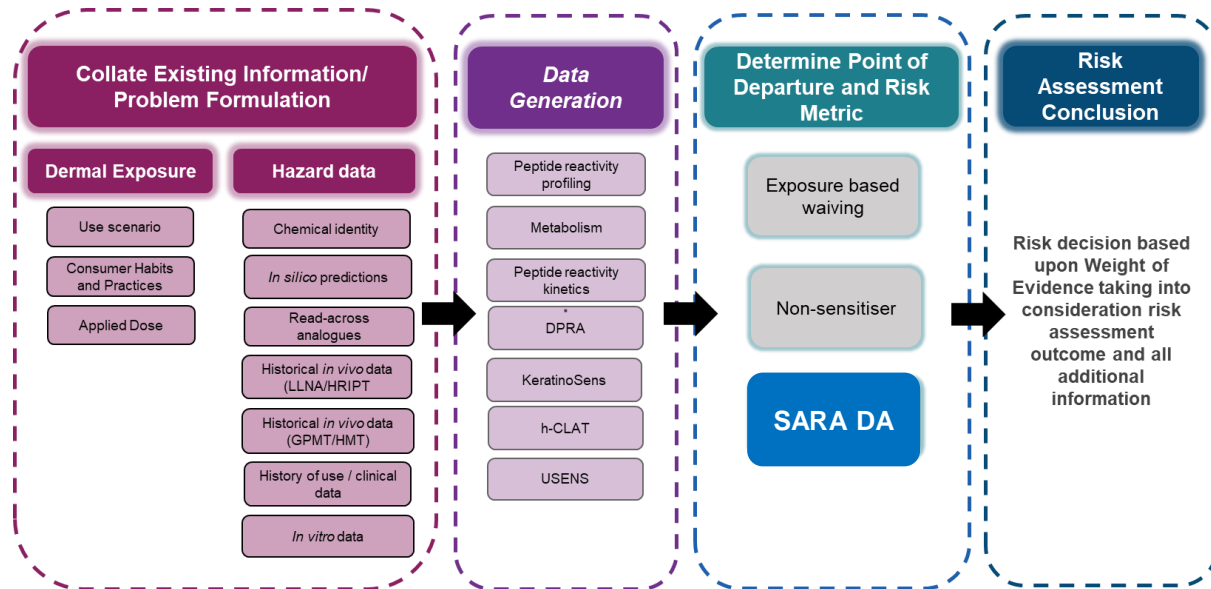 Collate Existing Information/
Problem Formulation
Dermal Exposure
Use scenario
Consumer Habits
and Practices
Applied Dose
Hazard data
Chemical identity
In silico predictions
Read-across
analogues
Historical in vivo data
(LLNA/HRIPT
Historical in vivo data
(GPMT/HMT)
History of use / clinical
data
In vitro data
Data
Generation
Peptide reactivity
profiling
Metabolism
Peptide reactivity
kinetics
*
DPRA
KeratinoSens
h-CLAT
USENS
Determine Point of
Departure and Risk
Metric
Exposure based
waiving
Non-sensitiser
SARA DA
Risk
Assessment
Conclusion
Risk decision based
upon Weight of
Evidence taking into
consideration risk
assessment
outcome and all
additional
information